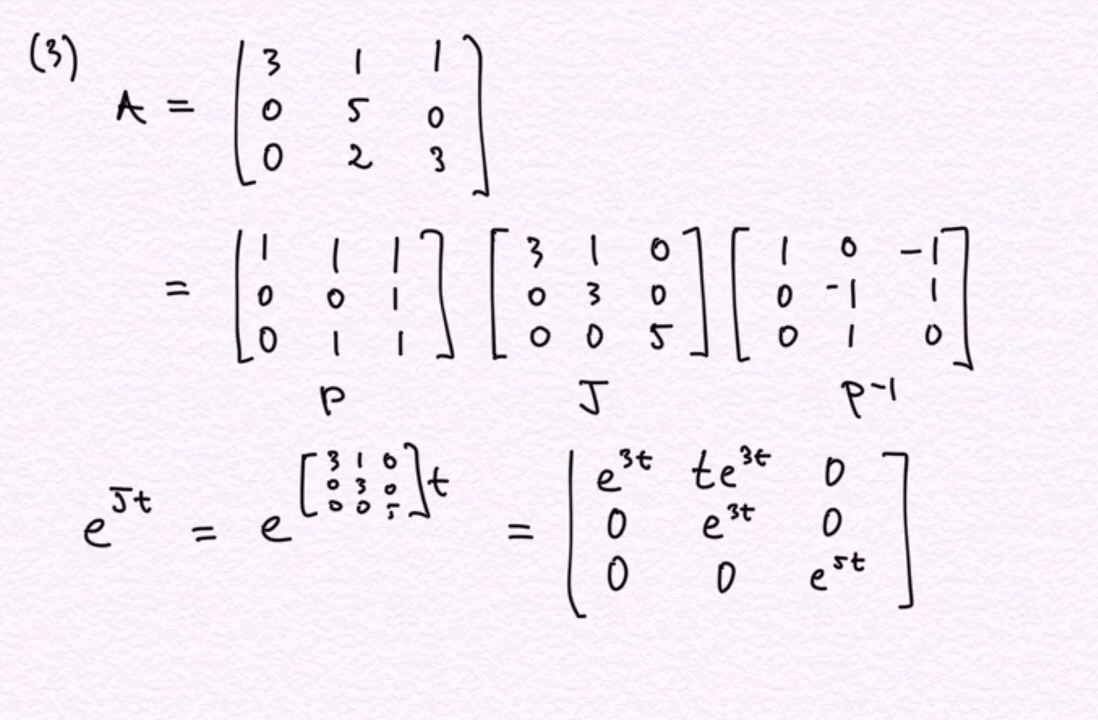 (3)
A = [3 1 1
0 5 0
0 2 3]
= [1 1 1 ] [3 1 0 ] [1 0 -1
0 0 1 0 3 0 0 -1 1
0 1 1] 0 0 5] 0 1 0]
P J P⁻¹
e^{Jt} = e^{[3 1 0
0 3 0
0 0 5]t} = [e^{3t} te^{3t} 0
0 e^{3t} 0
0 0 e^{5t}]